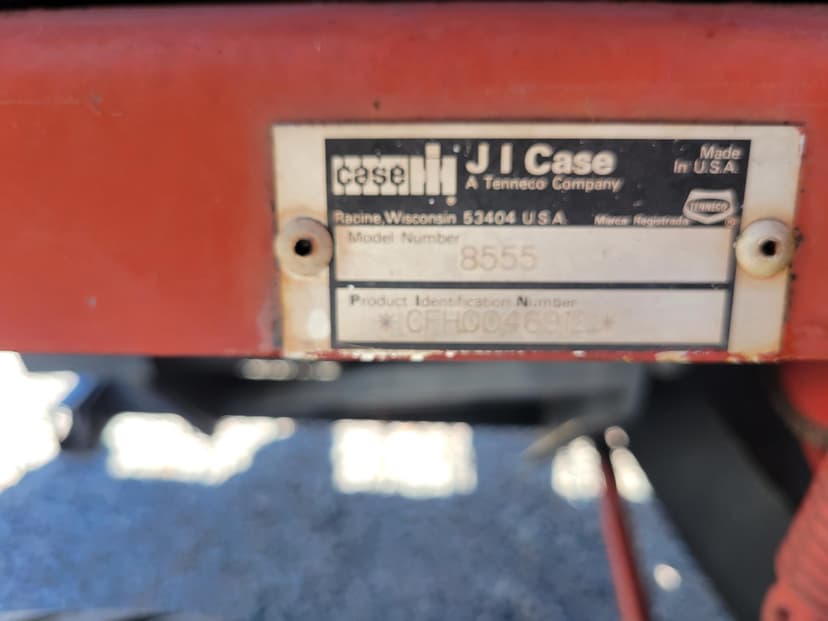 case IH
J I Case
A Tenneco Company
Made
In U.S.A.
TENNECO
Racine, Wisconsin 53404 U.S.A.
Marca Registrada
Model Number
8555
Product Identification Number